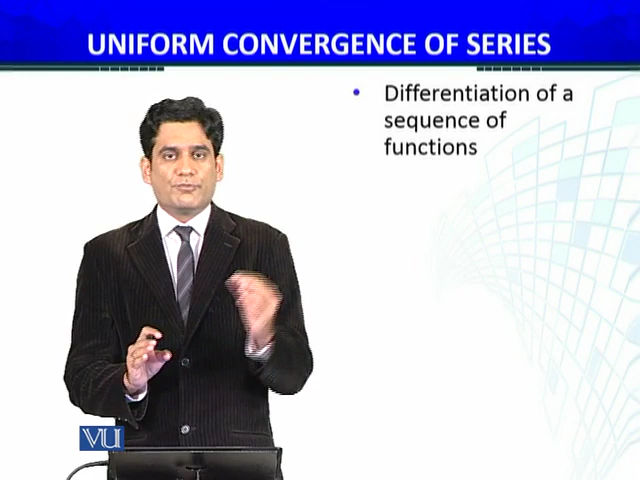 UNIFORM CONVERGENCE OF SERIES
• Differentiation of a
sequence of
functions
VU